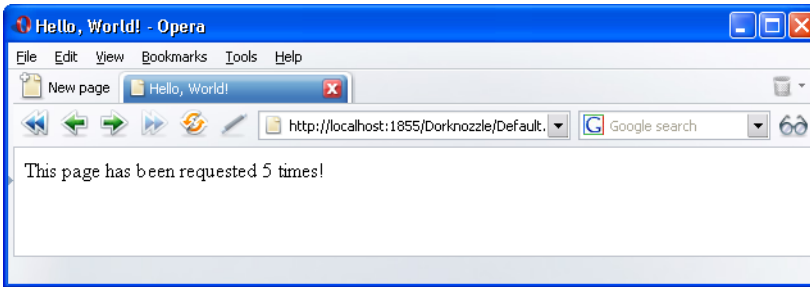 Hello, World! - Opera
File Edit View Bookmarks Tools Help
New page Hello, World!
http://localhost:1855/Dorknozzle/Default. G Google search
This page has been requested 5 times!